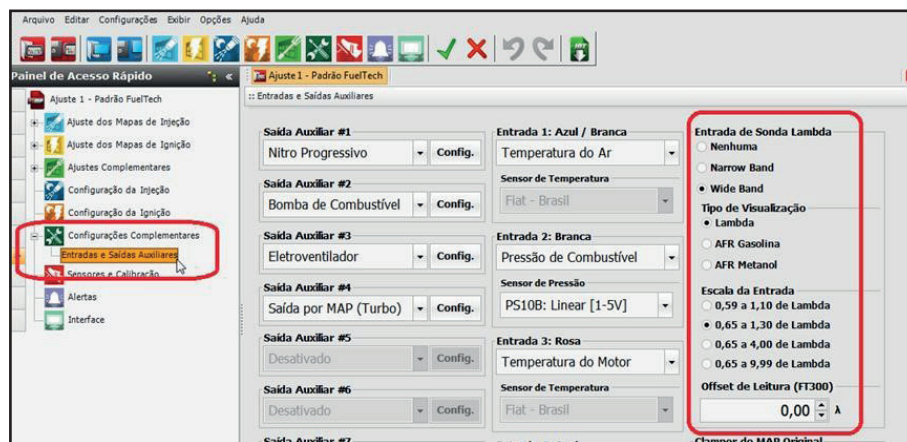 Arquivo Editar Configurações Exibir Opções Ajuda
Painel de Acesso Rápido
Ajuste 1 - Padrão FuelTech
Ajuste dos Mapas de Injeção
Ajuste dos Mapas de Ignição
Ajustes Complementares
Configuração da Injeção
Configuração da Ignição
Configurações Complementares
Entradas e Saídas Auxiliares
Sensores e Calibração
Alertas
Interface
Ajuste 1 - Padrão FuelTech
:: Entradas e Saídas Auxiliares
Saída Auxiliar #1
Nitro Progressivo Config.
Saída Auxiliar #2
Bomba de Combustível Config.
Saída Auxiliar #3
Eletroventilador Config.
Saída Auxiliar #4
Saída por MAP (Turbo) Config.
Saída Auxiliar #5
Desativado Config.
Saída Auxiliar #6
Desativado Config.
Saída Auxiliar #7
Entrada 1: Azul / Branca
Temperatura do Ar
Sensor de Temperatura
Fiat - Brasil
Entrada 2: Branca
Pressão de Combustível
Sensor de Pressão
PS10B: Linear [1-5V]
Entrada 3: Rosa
Temperatura do Motor
Sensor de Temperatura
Fiat - Brasil
Entrada de Sonda Lambda
Nenhuma
Narrow Band
Wide Band
Tipo de Visualização
Lambda
AFR Gasolina
AFR Metanol
Escala da Entrada
0,59 a 1,10 de Lambda
0,65 a 1,30 de Lambda
0,65 a 4,00 de Lambda
0,65 a 9,99 de Lambda
Offset de Leitura (FT300)
0,00 λ
Clamper de MAP Original